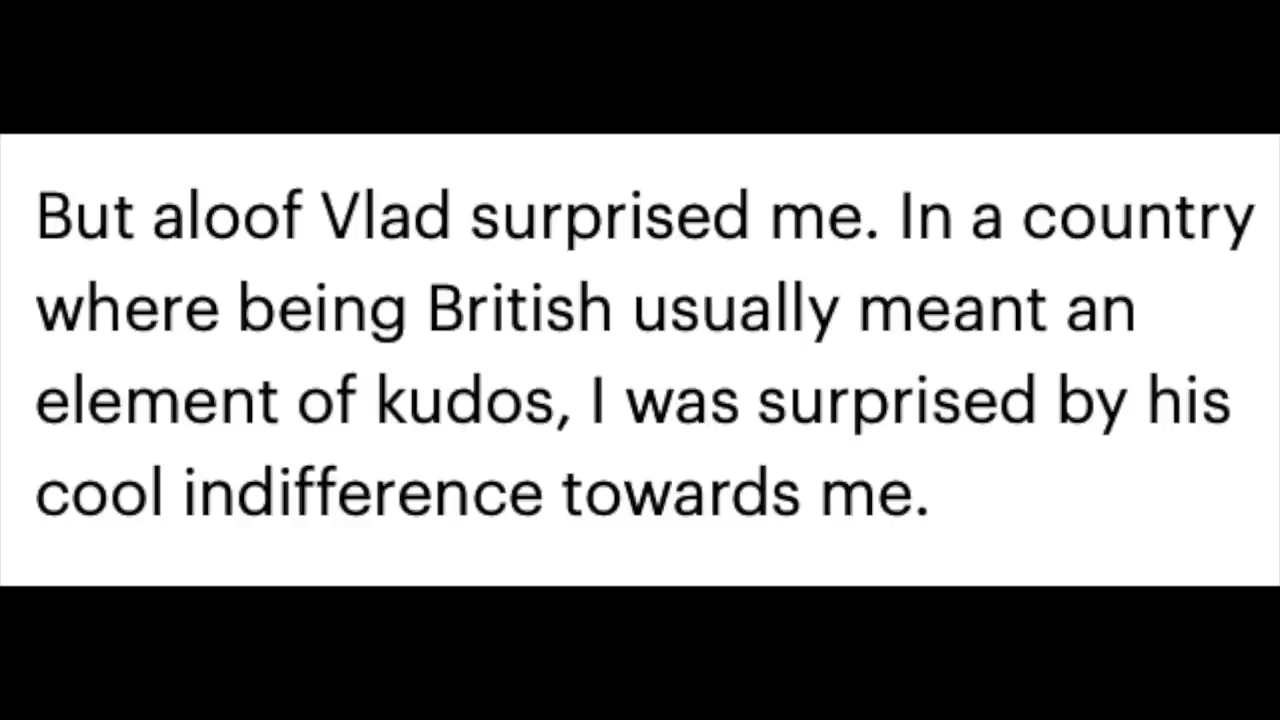 But aloof Vlad surprised me. In a country
where being British usually meant an
element of kudos, I was surprised by his
cool indifference towards me.